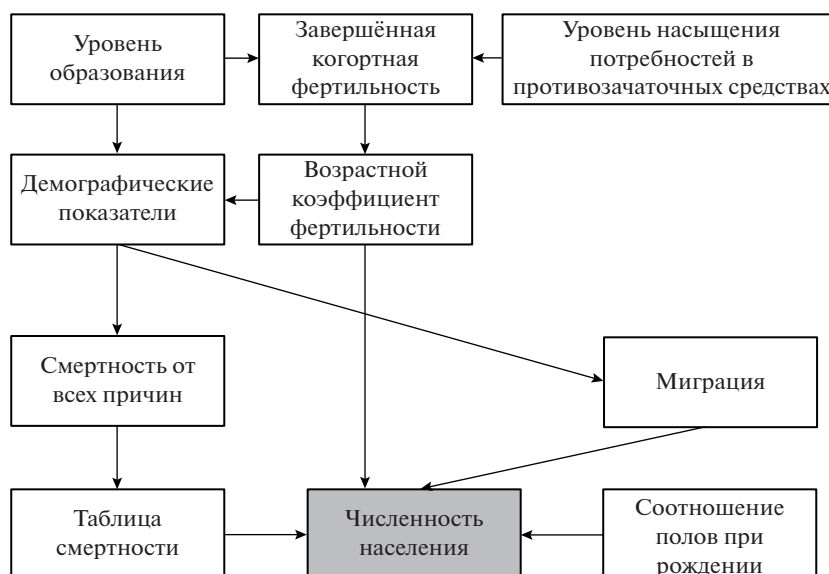 Уровень
образования
Завершённая
когортная
фертильность
Уровень насыщения
потребностей в
противозачаточных средствах
Демографические
показатели
Возрастной
коэффициент
фертильности
Смертность от
всех причин
Миграция
Таблица
смертности
Численность
населения
Соотношение
полов при
рождении